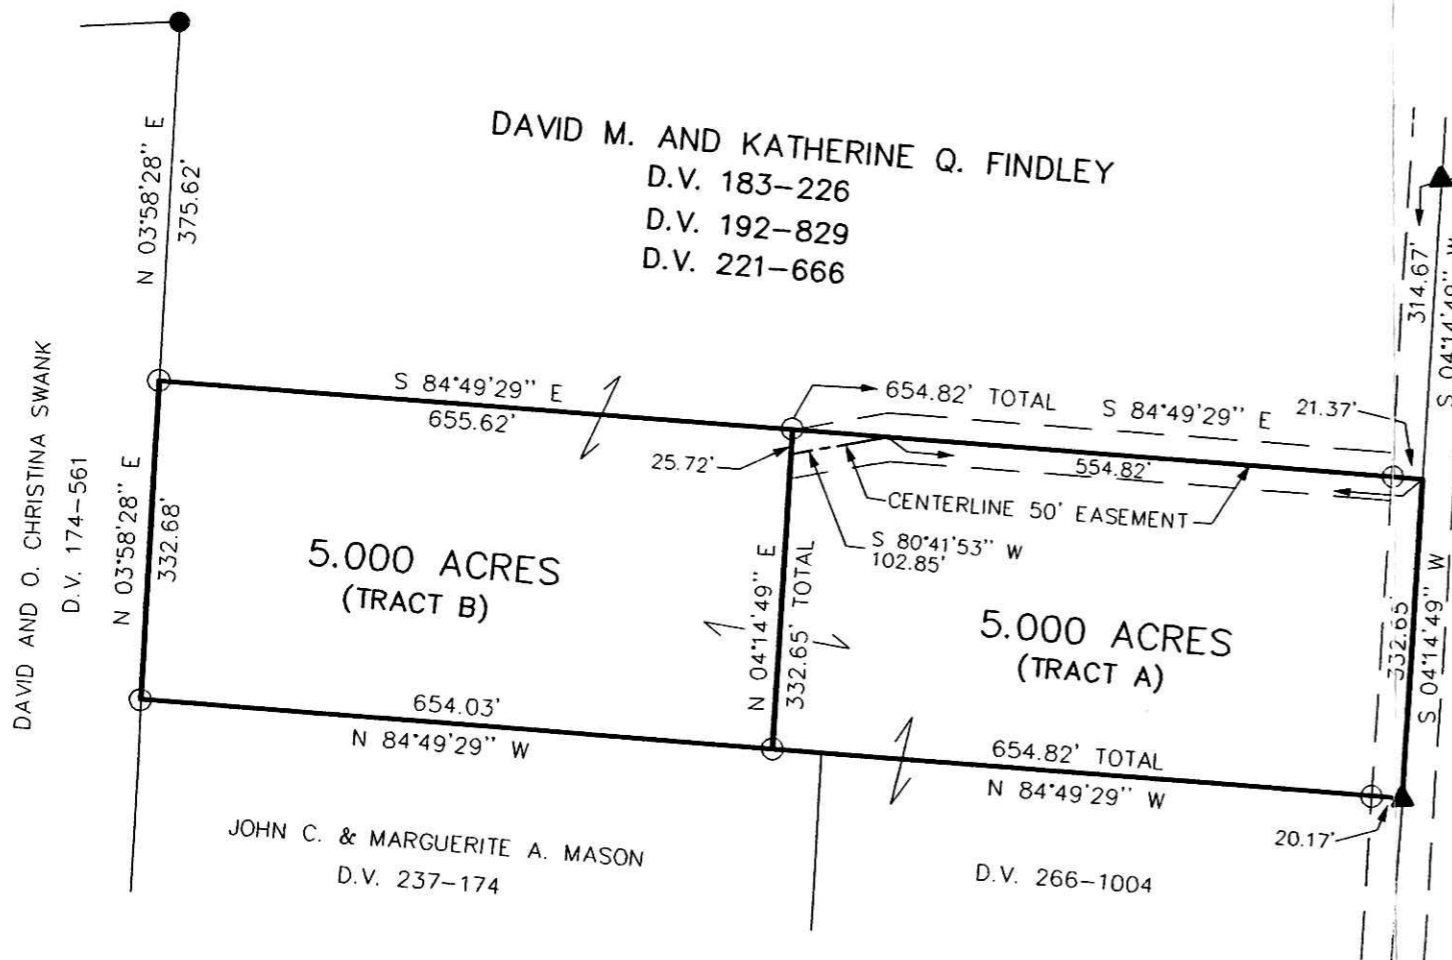 N 03°58'28" E
375.62'
DAVID M. AND KATHERINE Q. FINDLEY
D.V. 183-226
D.V. 192-829
D.V. 221-666
314.67'
S 04°14'49" W
DAVID AND O. CHRISTINA SWANK
D.V. 174-561
N 03°58'28" E
332.68'
S 84°49'29" E
655.62'
654.82' TOTAL
S 84°49'29" E
21.37'
25.72'
554.82'
CENTERLINE 50' EASEMENT
S 80°41'53" W
102.85'
5.000 ACRES
(TRACT B)
N 04°14'49" E
332.65' TOTAL
5.000 ACRES
(TRACT A)
332.65'
S 04°14'49" W
654.03'
N 84°49'29" W
654.82' TOTAL
N 84°49'29" W
20.17'
JOHN C. & MARGUERITE A. MASON
D.V. 237-174
D.V. 266-1004